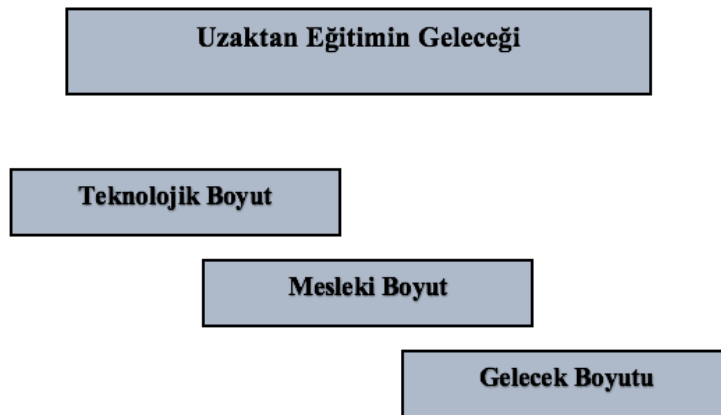 Uzaktan Eğitimin Geleceği
Teknolojik Boyut
Mesleki Boyut
Gelecek Boyutu